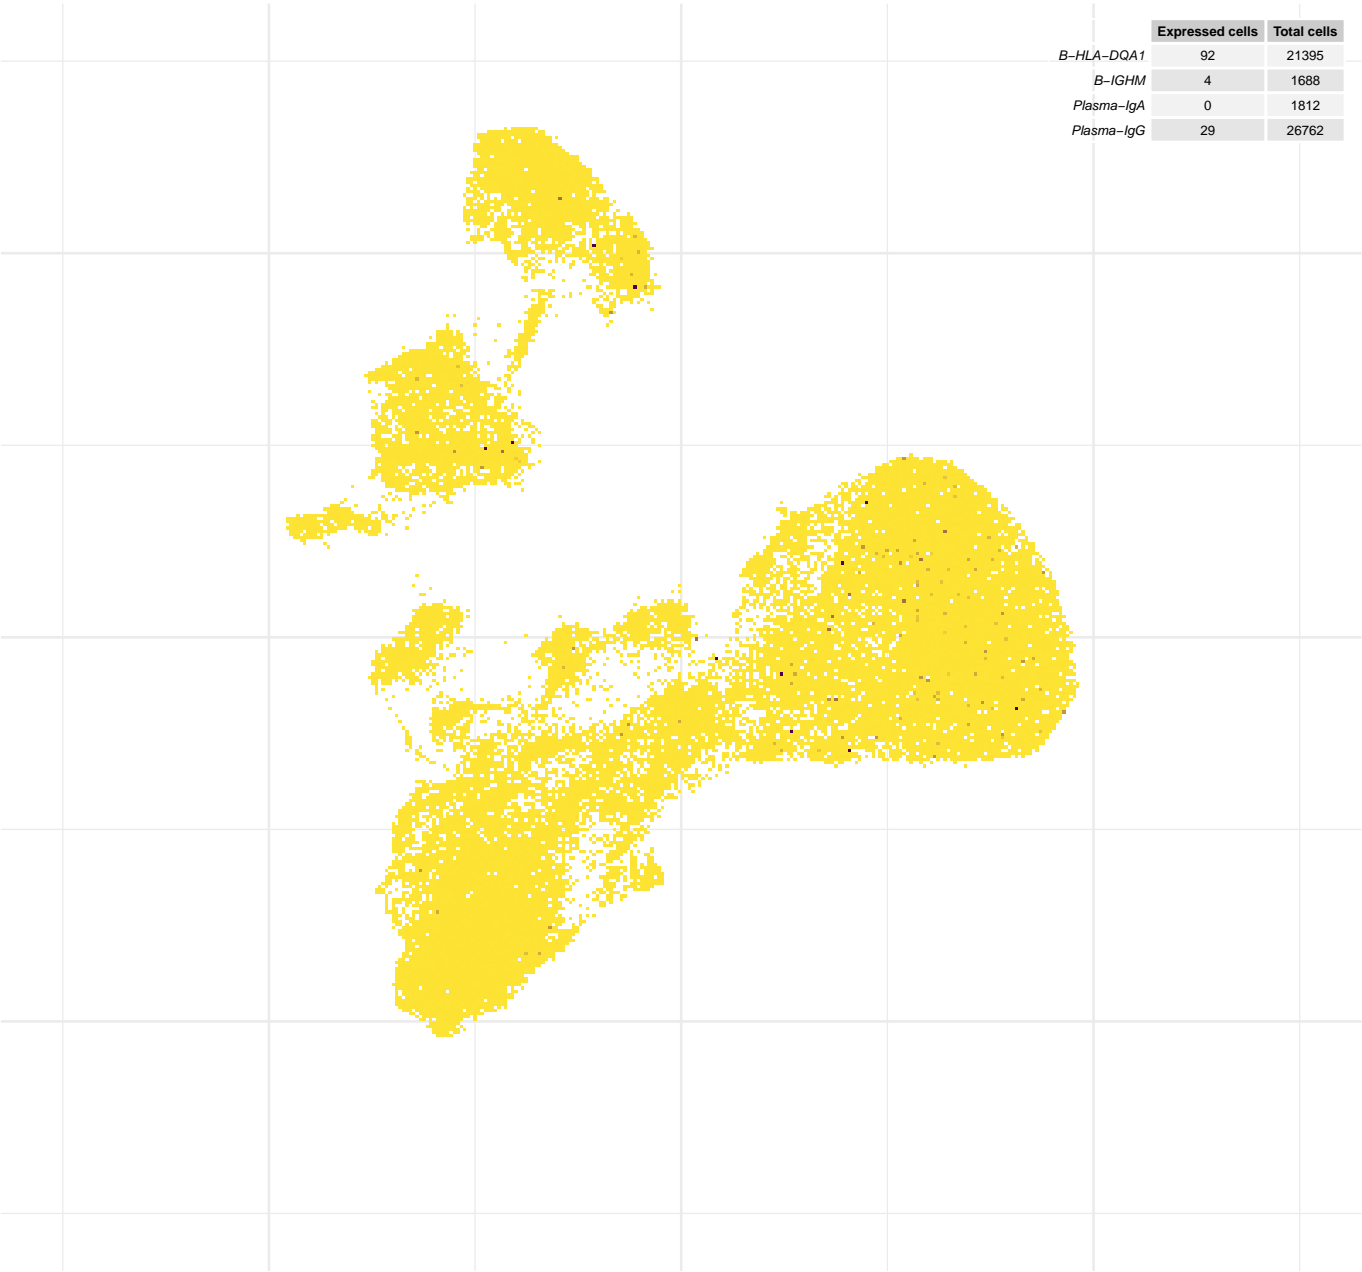 Expressed cells Total cells
B−HLA−DQA1 92 21395
B−IGHM 4 1688
Plasma−IgA 0 1812
Plasma−IgG 29 26762